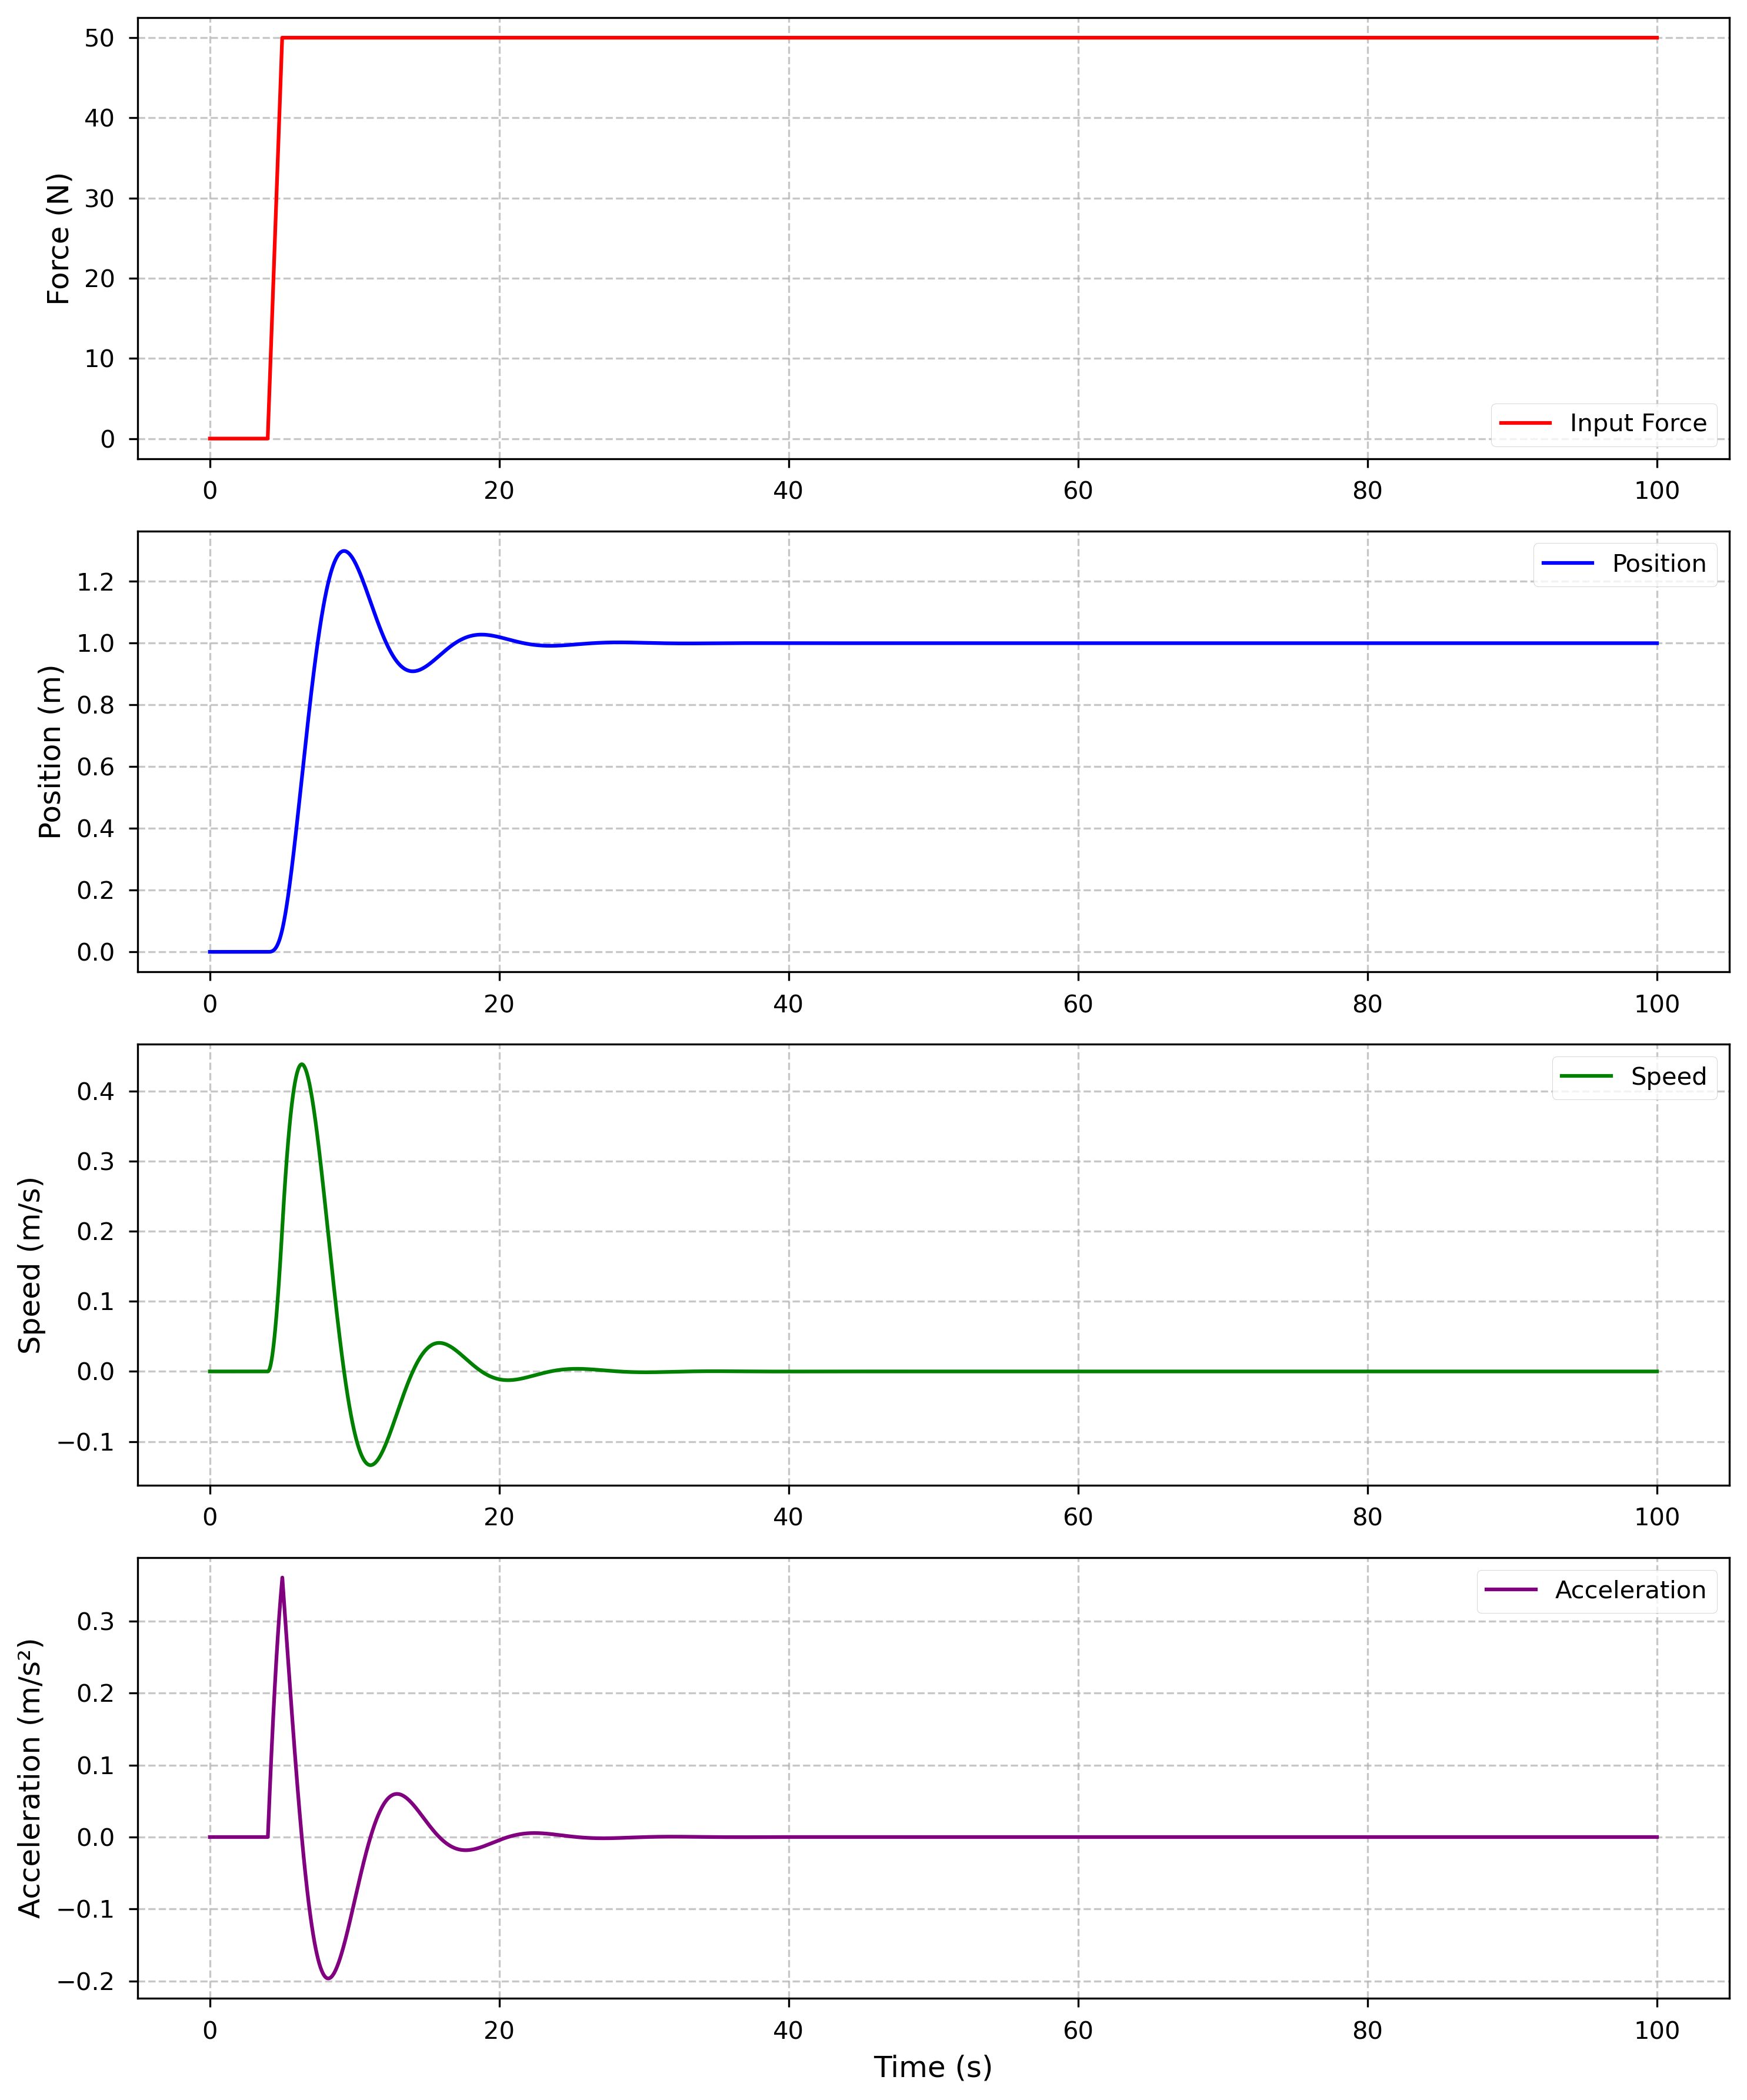 Force (N)
50
40
30
20
10
0
Input Force
0 20 40 60 80 100
Position (m)
1.2
1.0
0.8
0.6
0.4
0.2
0.0
Position
0 20 40 60 80 100
Speed (m/s)
0.4
0.3
0.2
0.1
0.0
−0.1
Speed
0 20 40 60 80 100
Acceleration (m/s²)
0.3
0.2
0.1
0.0
−0.1
−0.2
Acceleration
0 20 40 60 80 100
Time (s)